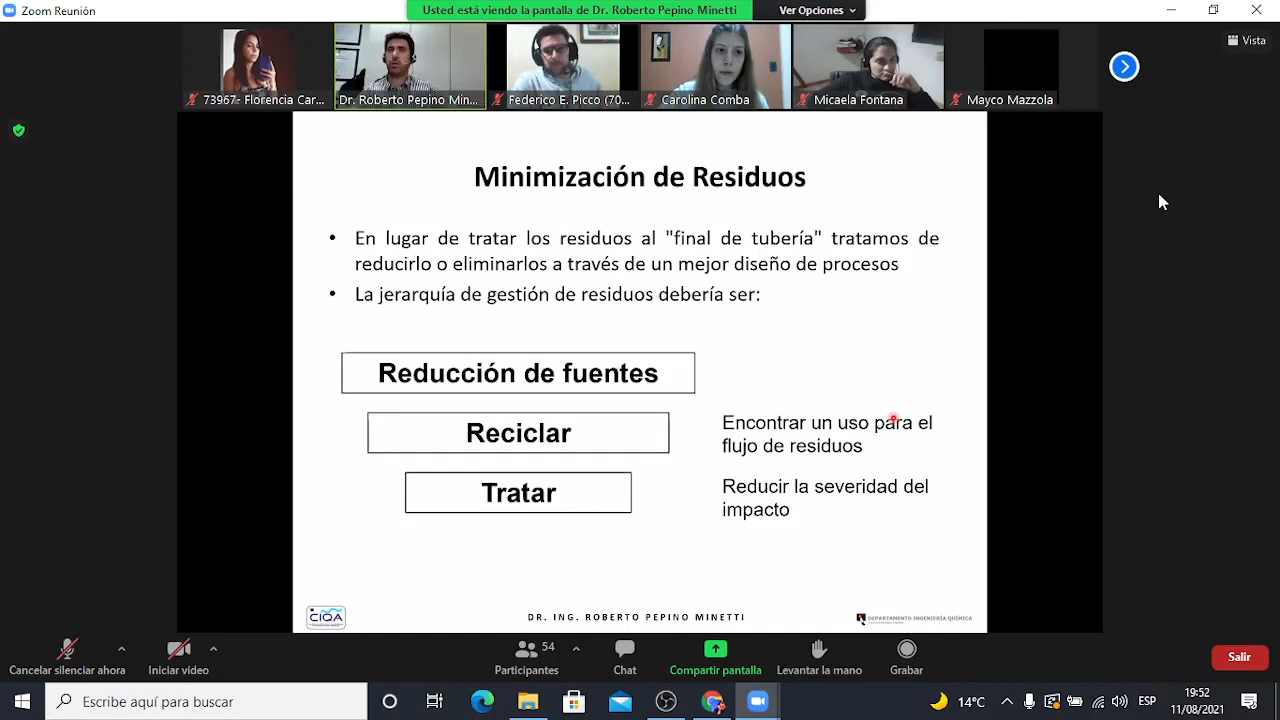 Zoom Reunión
Usted está viendo la pantalla de Dr. Roberto Pepino Minetti
Ver Opciones
Vista
73967- Florencia Car...
Dr. Roberto Pepino Min...
Federico E. Picco (70...
Carolina Comba
Micaela Fontana
Mayco Mazzola
Minimización de Residuos
• En lugar de tratar los residuos al "final de tubería" tratamos de
reducirlo o eliminarlos a través de un mejor diseño de procesos
• La jerarquía de gestión de residuos debería ser:
Reducción de fuentes
Reciclar
Encontrar un uso para el
flujo de residuos
Tratar
Reducir la severidad del
impacto
CIQA
DR. ING. ROBERTO PEPINO MINETTI
DEPARTAMENTO INGENIERÍA QUÍMICA
Cancelar silenciar ahora
Iniciar video
54
Participantes
Chat
Compartir pantalla
Levantar la mano
Grabar
Salir
Escribe aquí para buscar
14°C
ESP
19:52
11/08/2021